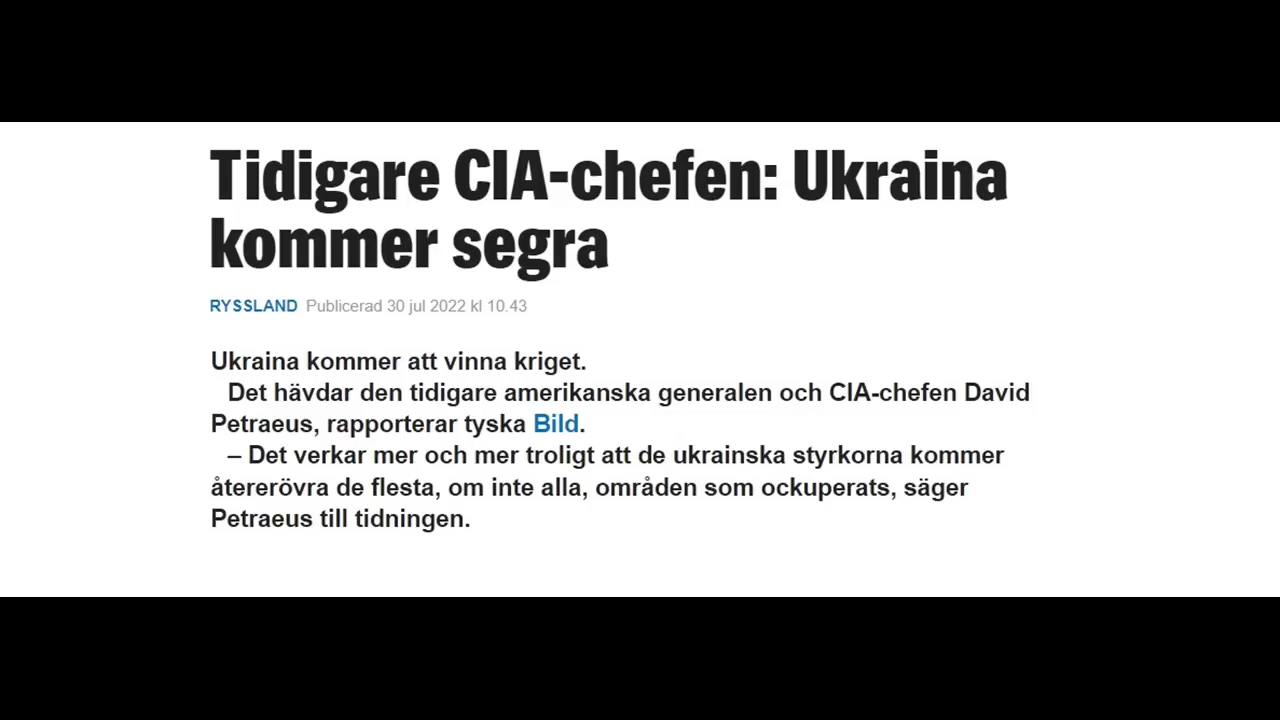 Tidigare CIA-chefen: Ukraina
kommer segra
RYSSLAND Publicerad 30 jul 2022 kl 10.43
Ukraina kommer att vinna kriget.
Det hävdar den tidigare amerikanska generalen och CIA-chefen David
Petraeus, rapporterar tyska Bild.
– Det verkar mer och mer troligt att de ukrainska styrkorna kommer
återerövra de flesta, om inte alla, områden som ockuperats, säger
Petraeus till tidningen.